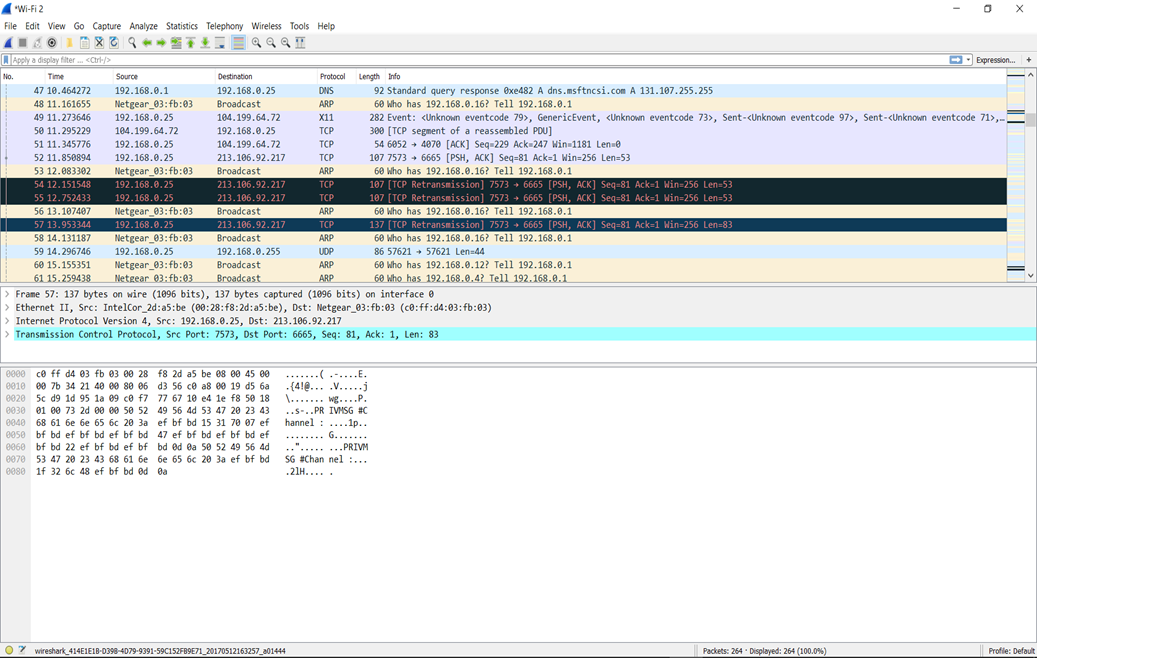 *Wi-Fi 2
File Edit View Go Capture Analyze Statistics Telephony Wireless Tools Help
Apply a display filter ... <Ctrl-/> Expression... +
No. Time Source Destination Protocol Length Info
47 10.464272 192.168.0.1 192.168.0.25 DNS 92 Standard query response 0xe482 A dns.msftncsi.com A 131.107.255.255
48 11.161655 Netgear_03:fb:03 Broadcast ARP 60 Who has 192.168.0.16? Tell 192.168.0.1
49 11.273646 192.168.0.25 104.199.64.72 X11 282 Event: <Unknown eventcode 79>, GenericEvent, <Unknown eventcode 73>, Sent-<Unknown eventcode 97>, Sent-<Unknown eventcode 71>,...
50 11.295229 104.199.64.72 192.168.0.25 TCP 300 [TCP segment of a reassembled PDU]
51 11.345776 192.168.0.25 104.199.64.72 TCP 54 6052 → 4070 [ACK] Seq=229 Ack=247 Win=1181 Len=0
52 11.850894 192.168.0.25 213.106.92.217 TCP 107 7573 → 6665 [PSH, ACK] Seq=81 Ack=1 Win=256 Len=53
53 12.083302 Netgear_03:fb:03 Broadcast ARP 60 Who has 192.168.0.16? Tell 192.168.0.1
54 12.151548 192.168.0.25 213.106.92.217 TCP 107 [TCP Retransmission] 7573 → 6665 [PSH, ACK] Seq=81 Ack=1 Win=256 Len=53
55 12.752433 192.168.0.25 213.106.92.217 TCP 107 [TCP Retransmission] 7573 → 6665 [PSH, ACK] Seq=81 Ack=1 Win=256 Len=53
56 13.107407 Netgear_03:fb:03 Broadcast ARP 60 Who has 192.168.0.16? Tell 192.168.0.1
57 13.953344 192.168.0.25 213.106.92.217 TCP 137 [TCP Retransmission] 7573 → 6665 [PSH, ACK] Seq=81 Ack=1 Win=256 Len=83
58 14.131187 Netgear_03:fb:03 Broadcast ARP 60 Who has 192.168.0.16? Tell 192.168.0.1
59 14.296746 192.168.0.25 192.168.0.255 UDP 86 57621 → 57621 Len=44
60 15.155351 Netgear_03:fb:03 Broadcast ARP 60 Who has 192.168.0.12? Tell 192.168.0.1
61 15.259438 Netgear_03:fb:03 Broadcast ARP 60 Who has 192.168.0.4? Tell 192.168.0.1
Frame 57: 137 bytes on wire (1096 bits), 137 bytes captured (1096 bits) on interface 0
Ethernet II, Src: IntelCor_2d:a5:be (00:28:f8:2d:a5:be), Dst: Netgear_03:fb:03 (c0:ff:d4:03:fb:03)
Internet Protocol Version 4, Src: 192.168.0.25, Dst: 213.106.92.217
Transmission Control Protocol, Src Port: 7573, Dst Port: 6665, Seq: 81, Ack: 1, Len: 83
0000 c0 ff d4 03 fb 03 00 28 f8 2d a5 be 08 00 45 00 .......( .-....E.
0010 00 7b 34 21 40 00 80 06 d3 56 c0 a8 00 19 d5 6a .{4!@... .V.....j
0020 5c d9 1d 95 1a 09 c0 f7 77 67 10 e4 1e f8 50 18 \....... wg....P.
0030 01 00 73 2d 00 00 50 52 49 56 4d 53 47 20 23 43 ..s-..PR IVMSG #C
0040 68 61 6e 6e 65 6c 20 3a ef bf bd 15 31 70 07 ef hannel : ....1p..
0050 bf bd ef bf bd ef bf bd 47 ef bf bd ef bf bd ef ........ G.......
0060 bf bd 22 ef bf bd ef bf bd 0d 0a 50 52 49 56 4d .."..... ...PRIVM
0070 53 47 20 23 43 68 61 6e 6e 65 6c 20 3a ef bf bd SG #Chan nel :...
0080 1f 32 6c 48 ef bf bd 0d 0a .2lH.... .
wireshark_414E1E1B-D39B-4D79-9391-59C152FB9E71_20170512163257_a01444 Packets: 264 · Displayed: 264 (100.0%) Profile: Default